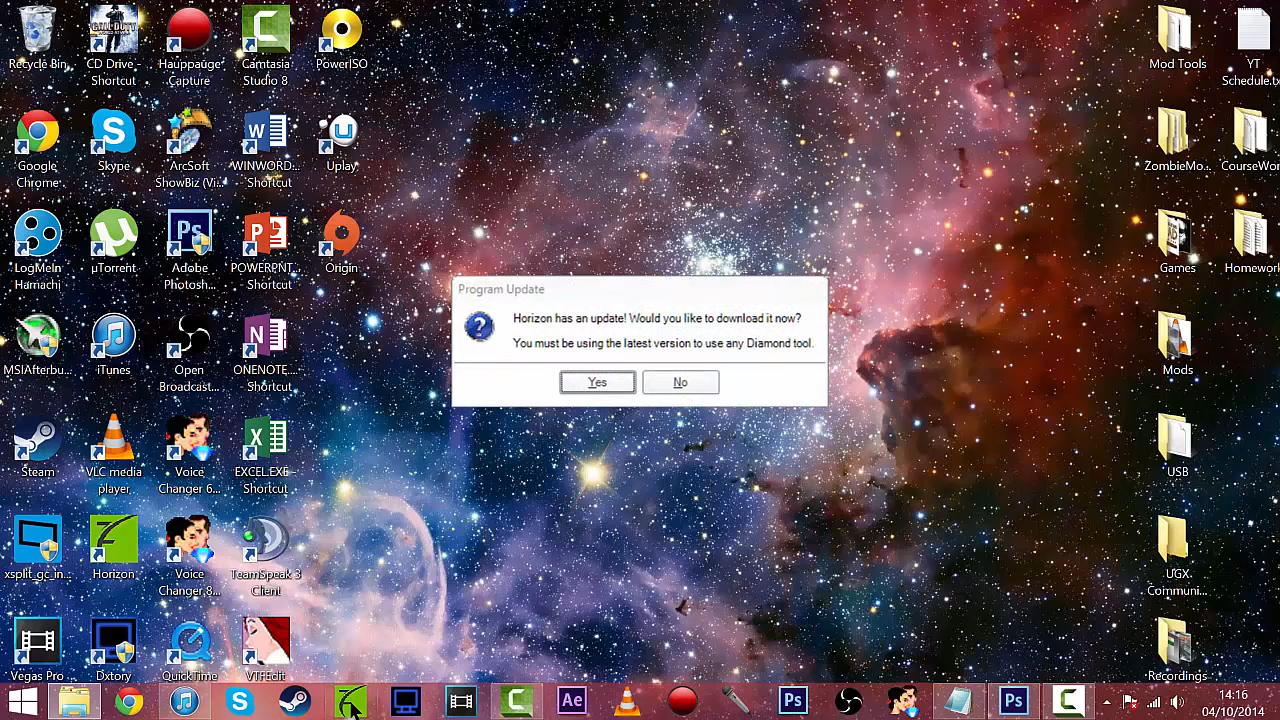 Recycle Bin
CD Drive -
Shortcut
Hauppauge
Capture
Camtasia
Studio 8
PowerISO
Mod Tools
YT
Schedule.tx
Google
Chrome
Skype
ArcSoft
ShowBiz (Vi...
WINWORD...
Shortcut
Uplay
ZombieMo...
CourseWor
LogMeIn
Hamachi
µTorrent
Adobe
Photosh...
POWERPNT...
Shortcut
Origin
Games
Homework
Program Update
Horizon has an update! Would you like to download it now?
You must be using the latest version to use any Diamond tool.
Yes
No
MSIAfterbu...
iTunes
Open
Broadcast...
ONENOTE...
Shortcut
Mods
Steam
VLC media
player
Voice
Changer 6...
EXCEL.EXE -
Shortcut
USB
xsplit_gc_in...
Horizon
Voice
Changer 8...
TeamSpeak 3
Client
UGX
Communi...
Vegas Pro
Dxtory
QuickTime
VTFEdit
Recordings
14:16
04/10/2014